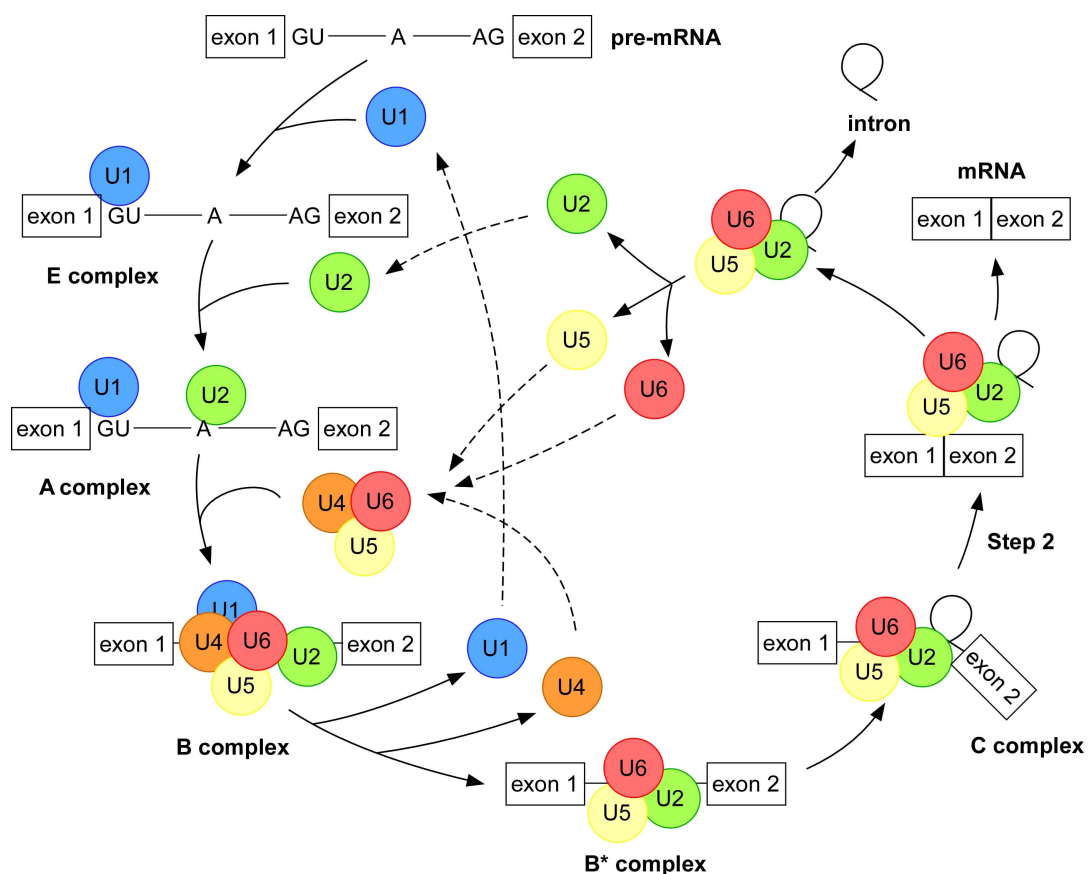 exon 1 GU A AG exon 2 pre-mRNA
U1
intron
U1
exon 1 GU A AG exon 2
E complex
U2
U2
U6
U2
U5
mRNA
exon 1 exon 2
U5
U6
U6
U2
U5
exon 1 exon 2
U1
U2
exon 1 GU A AG exon 2
A complex
U4 U6
U5
Step 2
U1
exon 1 U4 U6 U2 exon 2
U5
B complex
U1
U4
exon 1 U6
U5 U2
exon 2
C complex
exon 1 U6 exon 2
U5 U2
B* complex